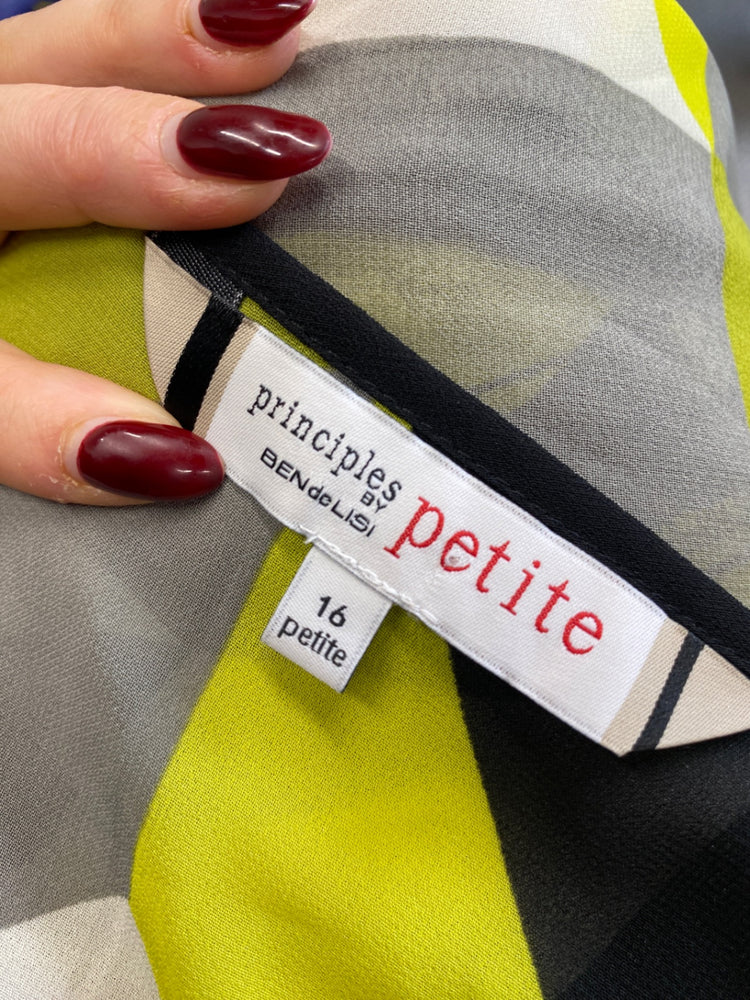 principles
BY
BEN de LISI
petite
16
petite